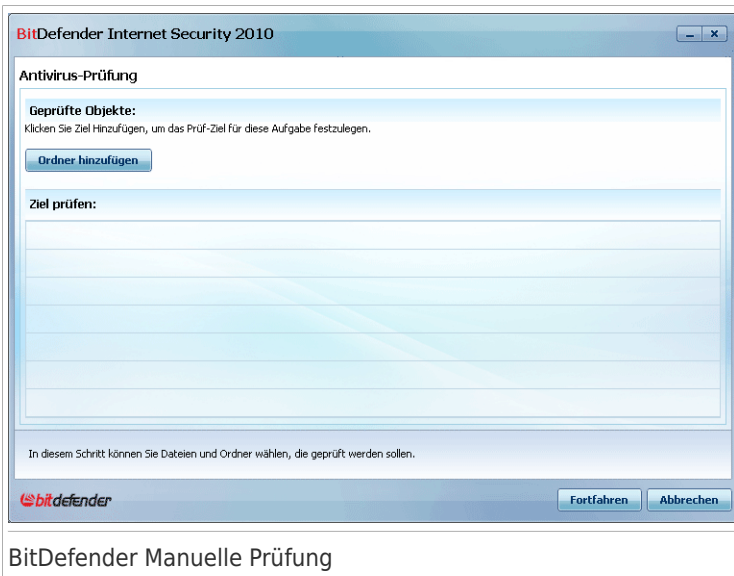 BitDefender Internet Security 2010
Antivirus-Prüfung
Geprüfte Objekte:
Klicken Sie Ziel Hinzufügen, um das Prüf-Ziel für diese Aufgabe festzulegen.
Ordner hinzufügen
Ziel prüfen:
In diesem Schritt können Sie Dateien und Ordner wählen, die geprüft werden sollen.
bitdefender
Fortfahren Abbrechen
BitDefender Manuelle Prüfung